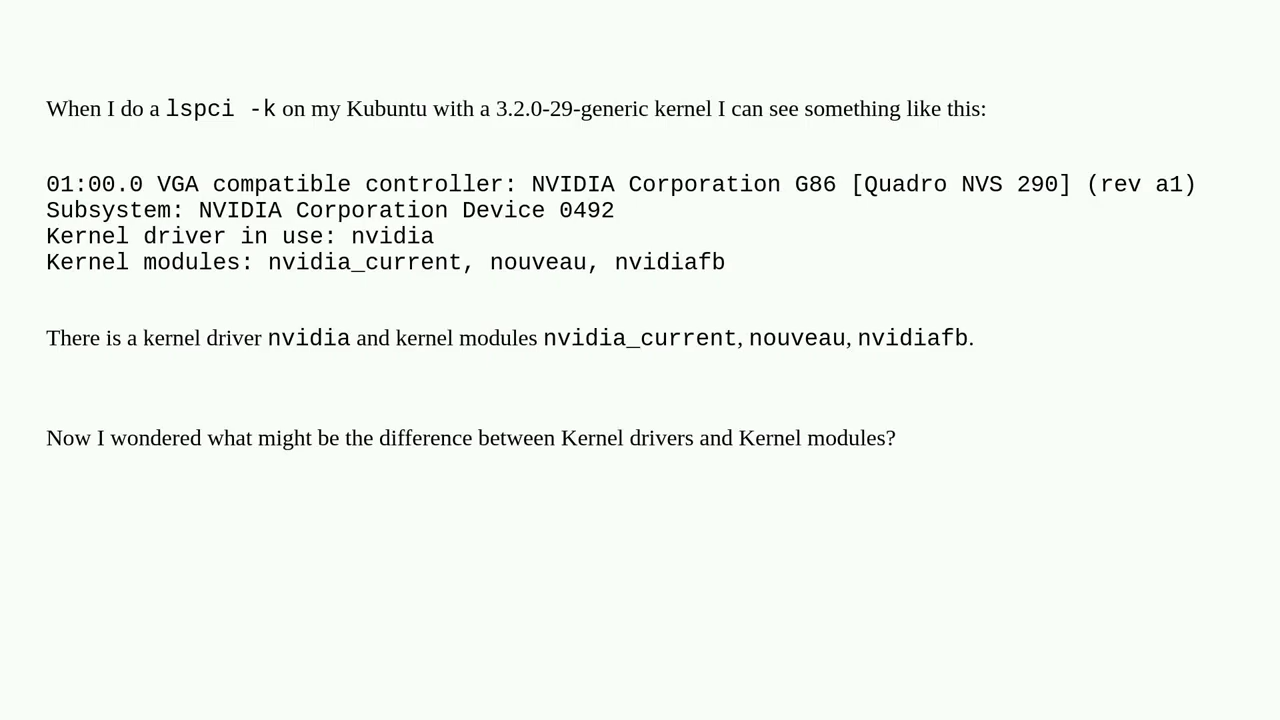 When I do a lspci -k on my Kubuntu with a 3.2.0-29-generic kernel I can see something like this:
01:00.0 VGA compatible controller: NVIDIA Corporation G86 [Quadro NVS 290] (rev a1)
Subsystem: NVIDIA Corporation Device 0492
Kernel driver in use: nvidia
Kernel modules: nvidia_current, nouveau, nvidiafb
There is a kernel driver nvidia and kernel modules nvidia_current, nouveau, nvidiafb.
Now I wondered what might be the difference between Kernel drivers and Kernel modules?